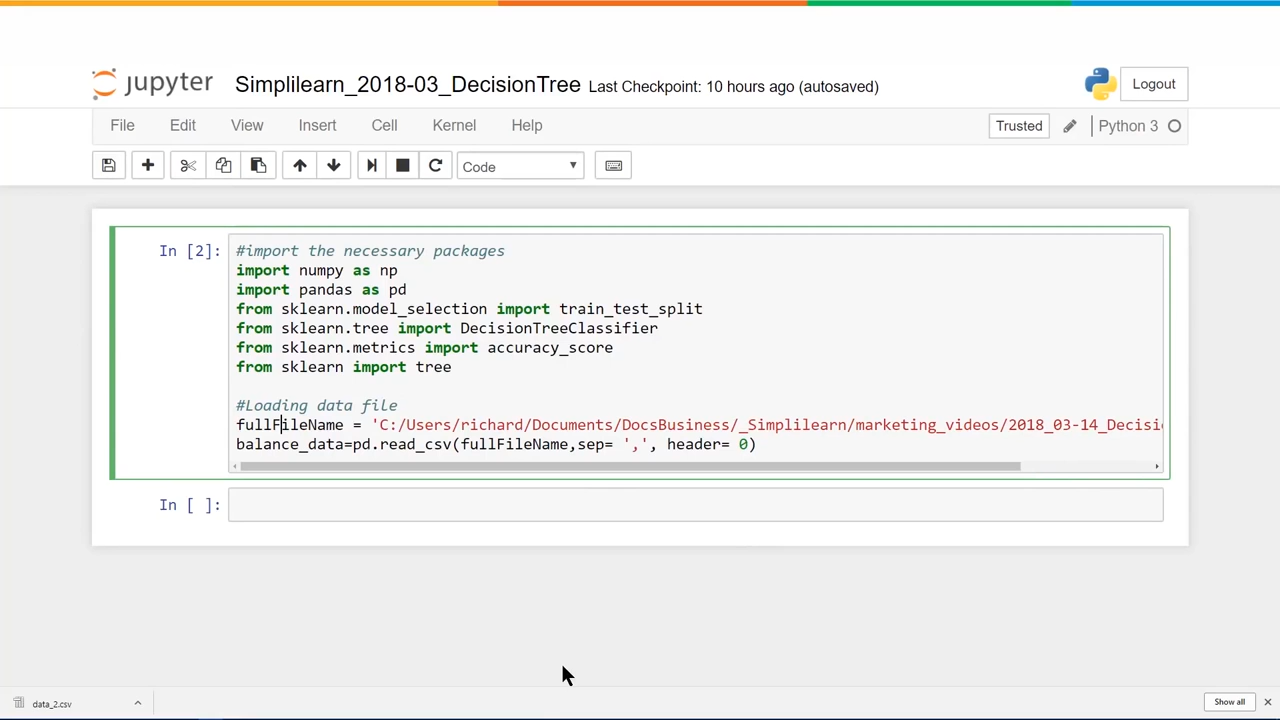 jupyter Simplilearn_2018-03_DecisionTree Last Checkpoint: 10 hours ago (autosaved) Logout
File Edit View Insert Cell Kernel Help Trusted Python 3
Code
In [2]:
#import the necessary packages
import numpy as np
import pandas as pd
from sklearn.model_selection import train_test_split
from sklearn.tree import DecisionTreeClassifier
from sklearn.metrics import accuracy_score
from sklearn import tree
#Loading data file
fullFileName = 'C:/Users/richard/Documents/DocsBusiness/_Simplilearn/marketing_videos/2018_03-14_Decisi
balance_data=pd.read_csv(fullFileName,sep= ',', header= 0)
In [ ]:
data_2.csv Show all